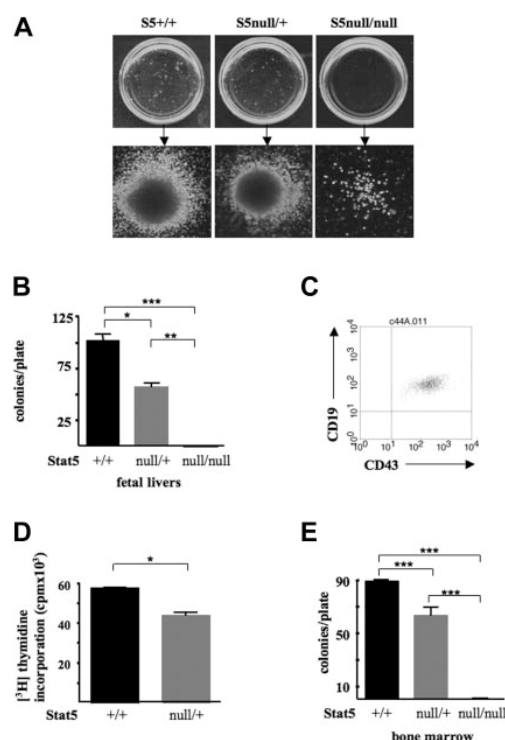 A
S5+/+ S5null/+ S5null/null
B
colonies/plate
125
75
25
***
* **
Stat5 +/+ null/+ null/null
fetal livers
C
c44A.011
CD19
10⁴
10³
10²
10¹
10⁰
10⁰ 10¹ 10² 10³ 10⁴
CD43
D
[³H] thymidine
incorporation (cpmx10³)
60
40
20
*
Stat5 +/+ null/+
E
colonies/plate
90
50
10
***
***
***
Stat5 +/+ null/+ null/null
bone marrow